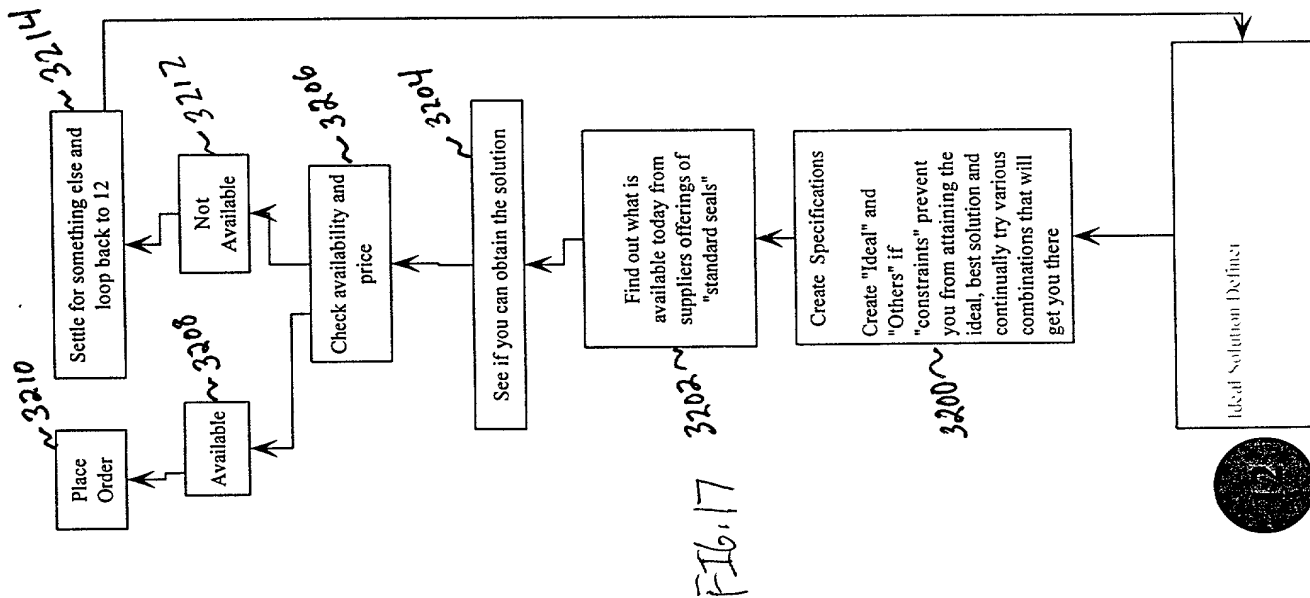 3210
Place
Order
3208
Available
3214
Settle for something else and
loop back to 12
3212
Not
Available
3206
Check availability and
price
3204
See if you can obtain the solution
3202
Find out what is
available today from
suppliers offerings of
"standard seals"
3200
Create Specifications
Create "Ideal" and
"Others" if
"constraints" prevent
you from attaining the
ideal, best solution and
continually try various
combinations that will
get you there
Ideal Solution Definer
12
FIG. 17